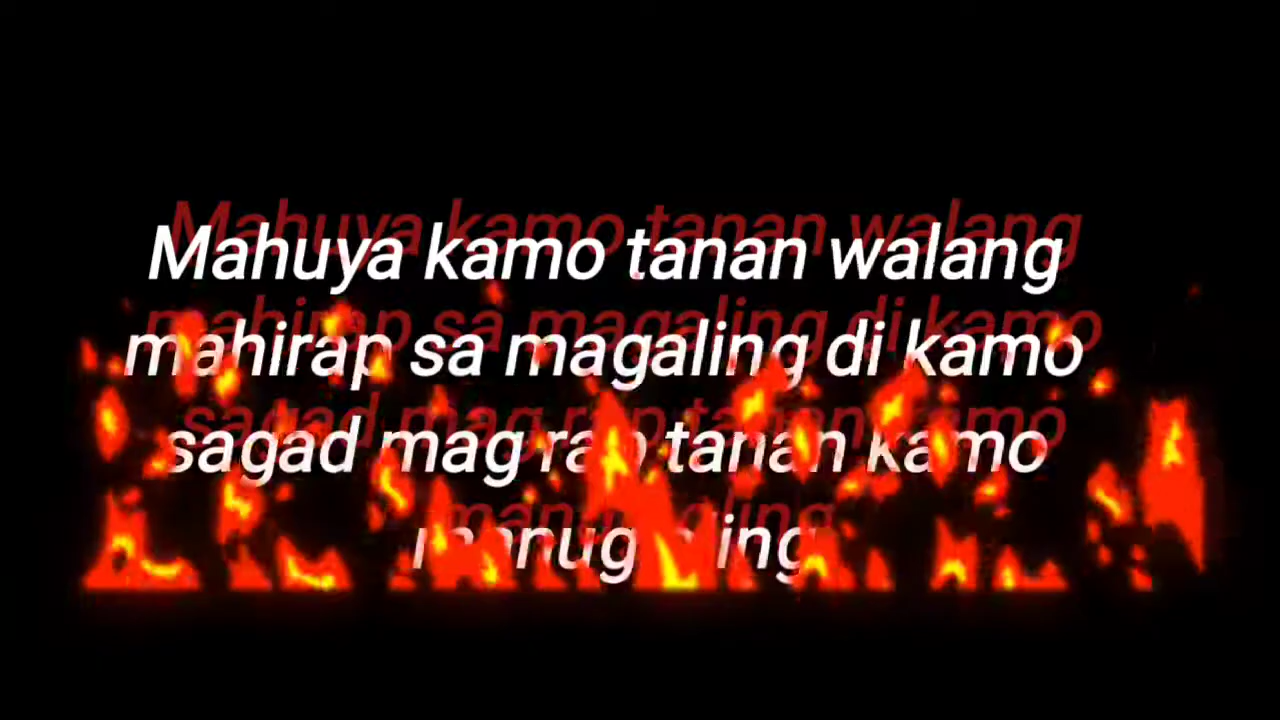 Mahuya kamo tanan walang
mahirap sa magaling di kamo
sagad mag rap tanan kamo